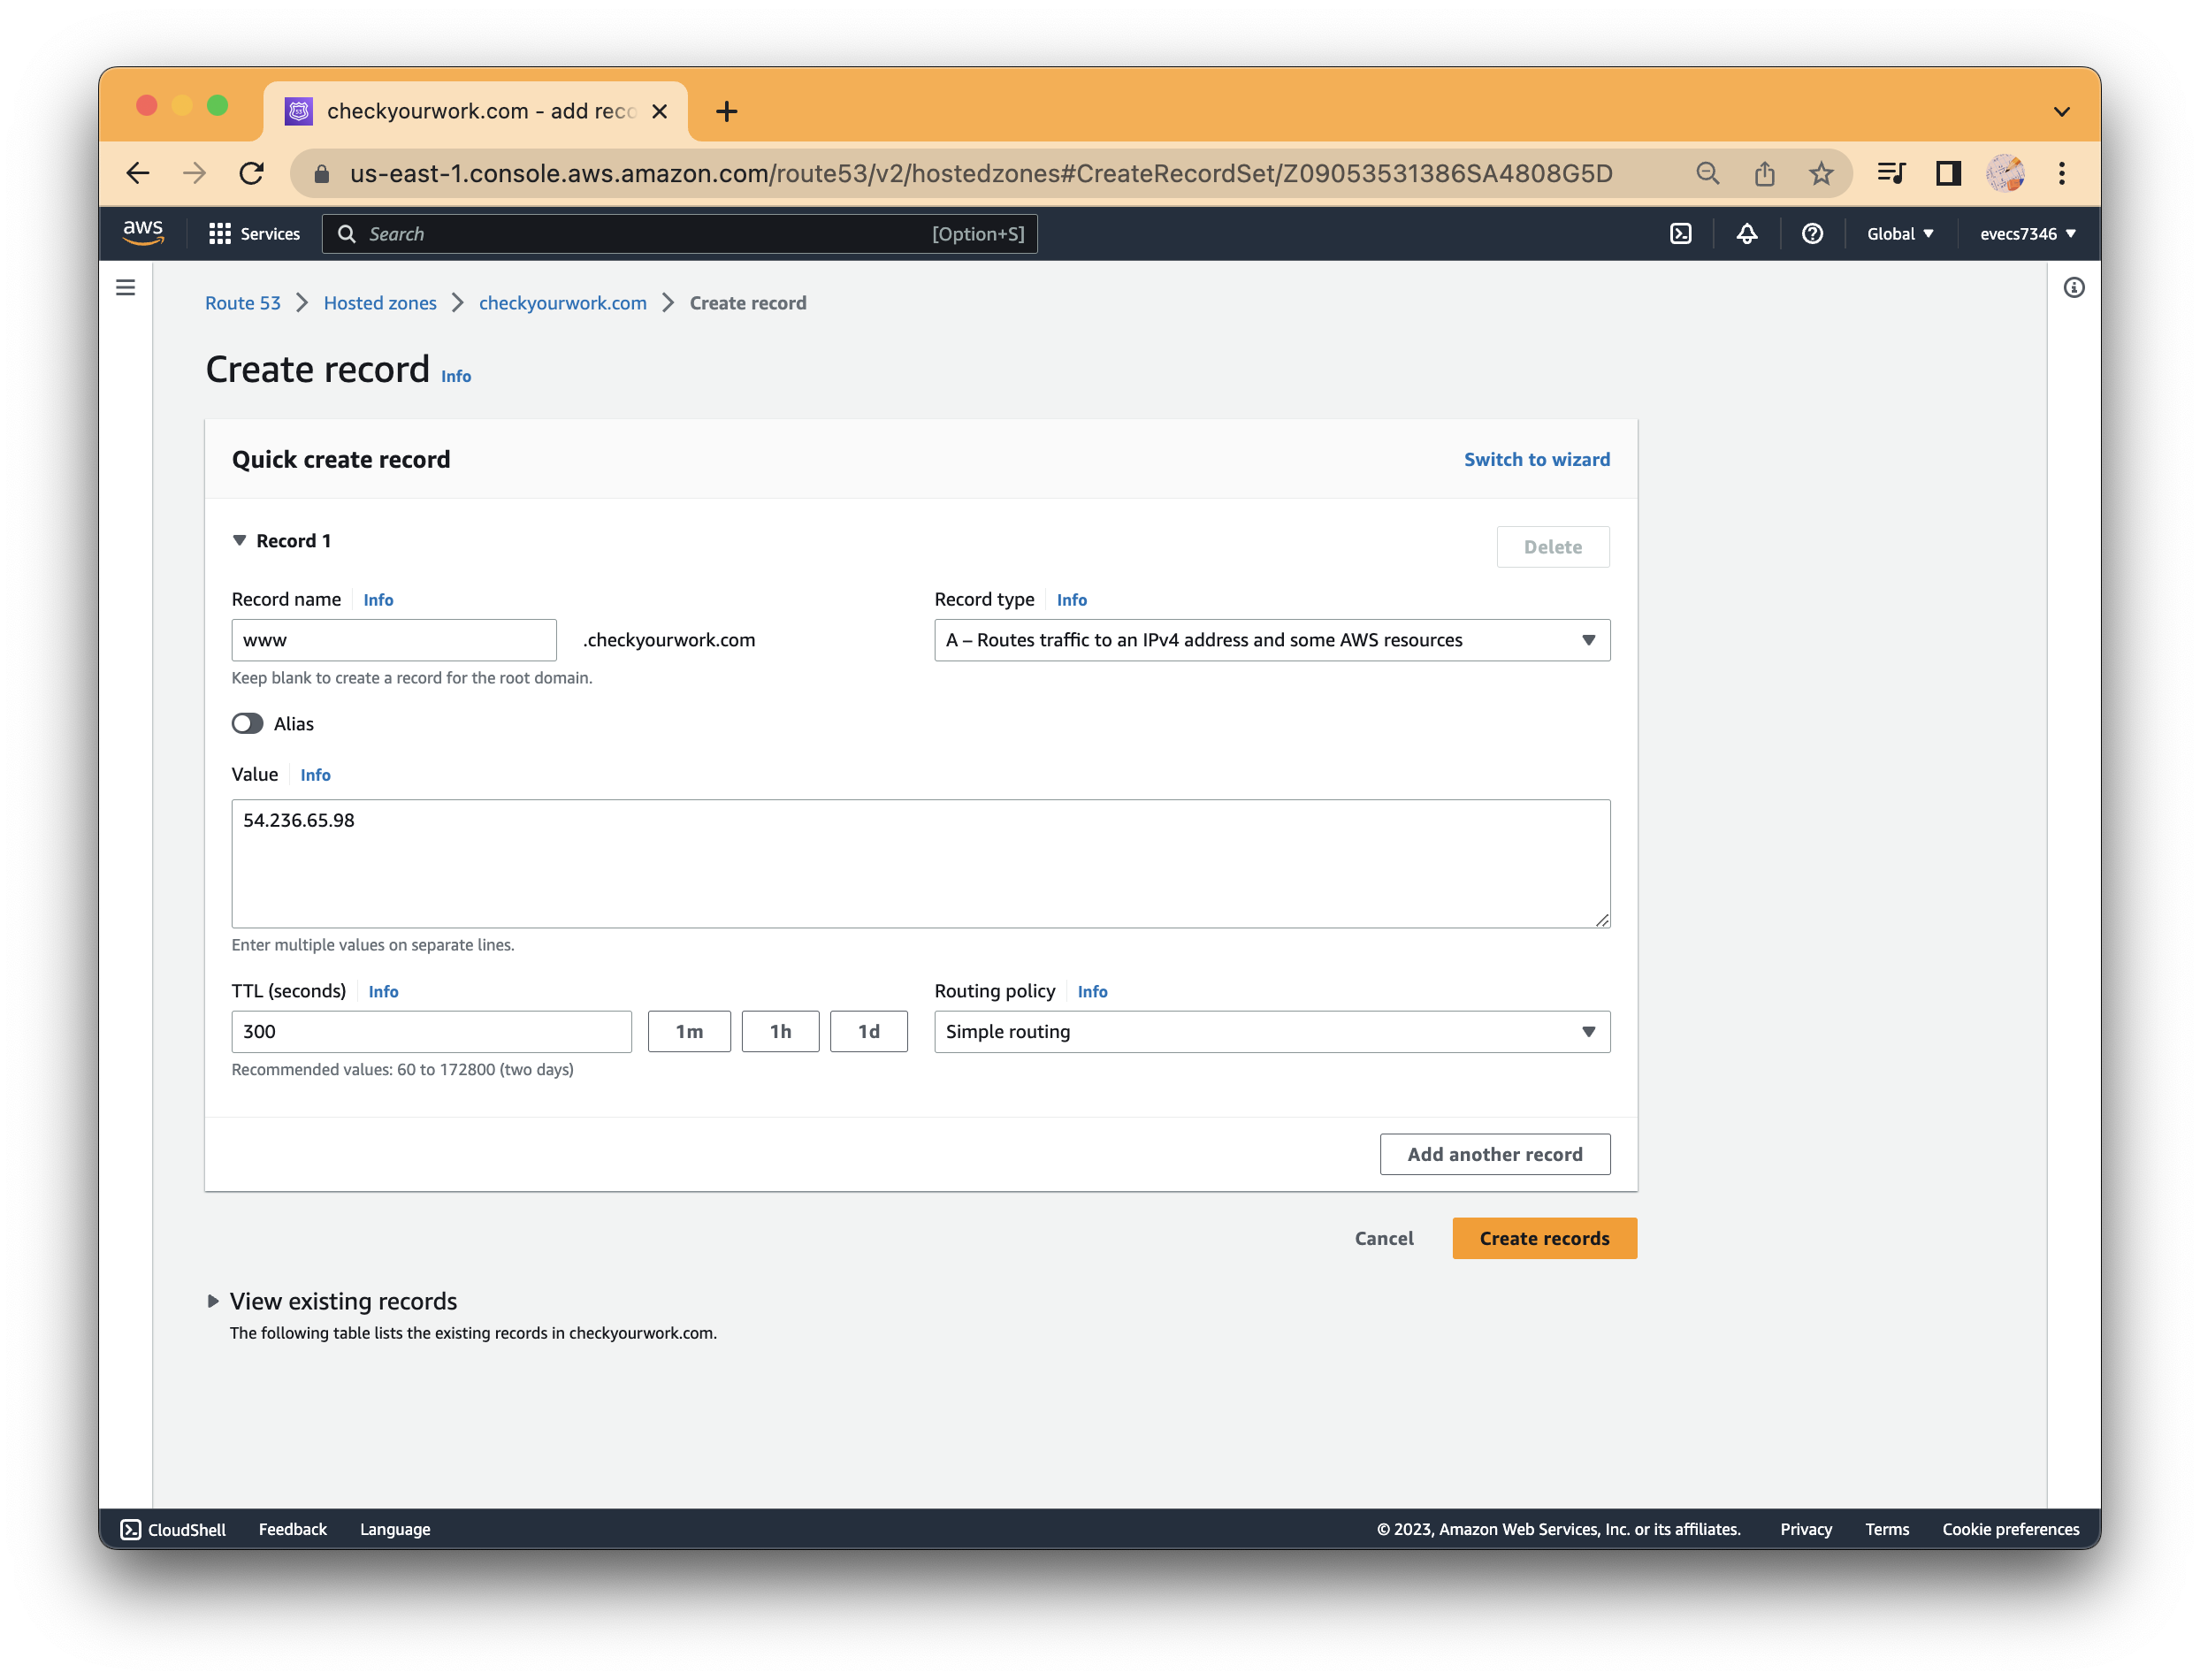 checkyourwork.com - add reco
us-east-1.console.aws.amazon.com/route53/v2/hostedzones#CreateRecordSet/Z09053531386SA4808G5D
aws Services Search [Option+S] Global evecs7346
Route 53 Hosted zones checkyourwork.com Create record
Create record Info
Quick create record Switch to wizard
Record 1 Delete
Record name Info Record type Info
www .checkyourwork.com A – Routes traffic to an IPv4 address and some AWS resources
Keep blank to create a record for the root domain.
Alias
Value Info
54.236.65.98
Enter multiple values on separate lines.
TTL (seconds) Info Routing policy Info
300 1m 1h 1d Simple routing
Recommended values: 60 to 172800 (two days)
Add another record
Cancel Create records
View existing records
The following table lists the existing records in checkyourwork.com.
CloudShell Feedback Language © 2023, Amazon Web Services, Inc. or its affiliates. Privacy Terms Cookie preferences